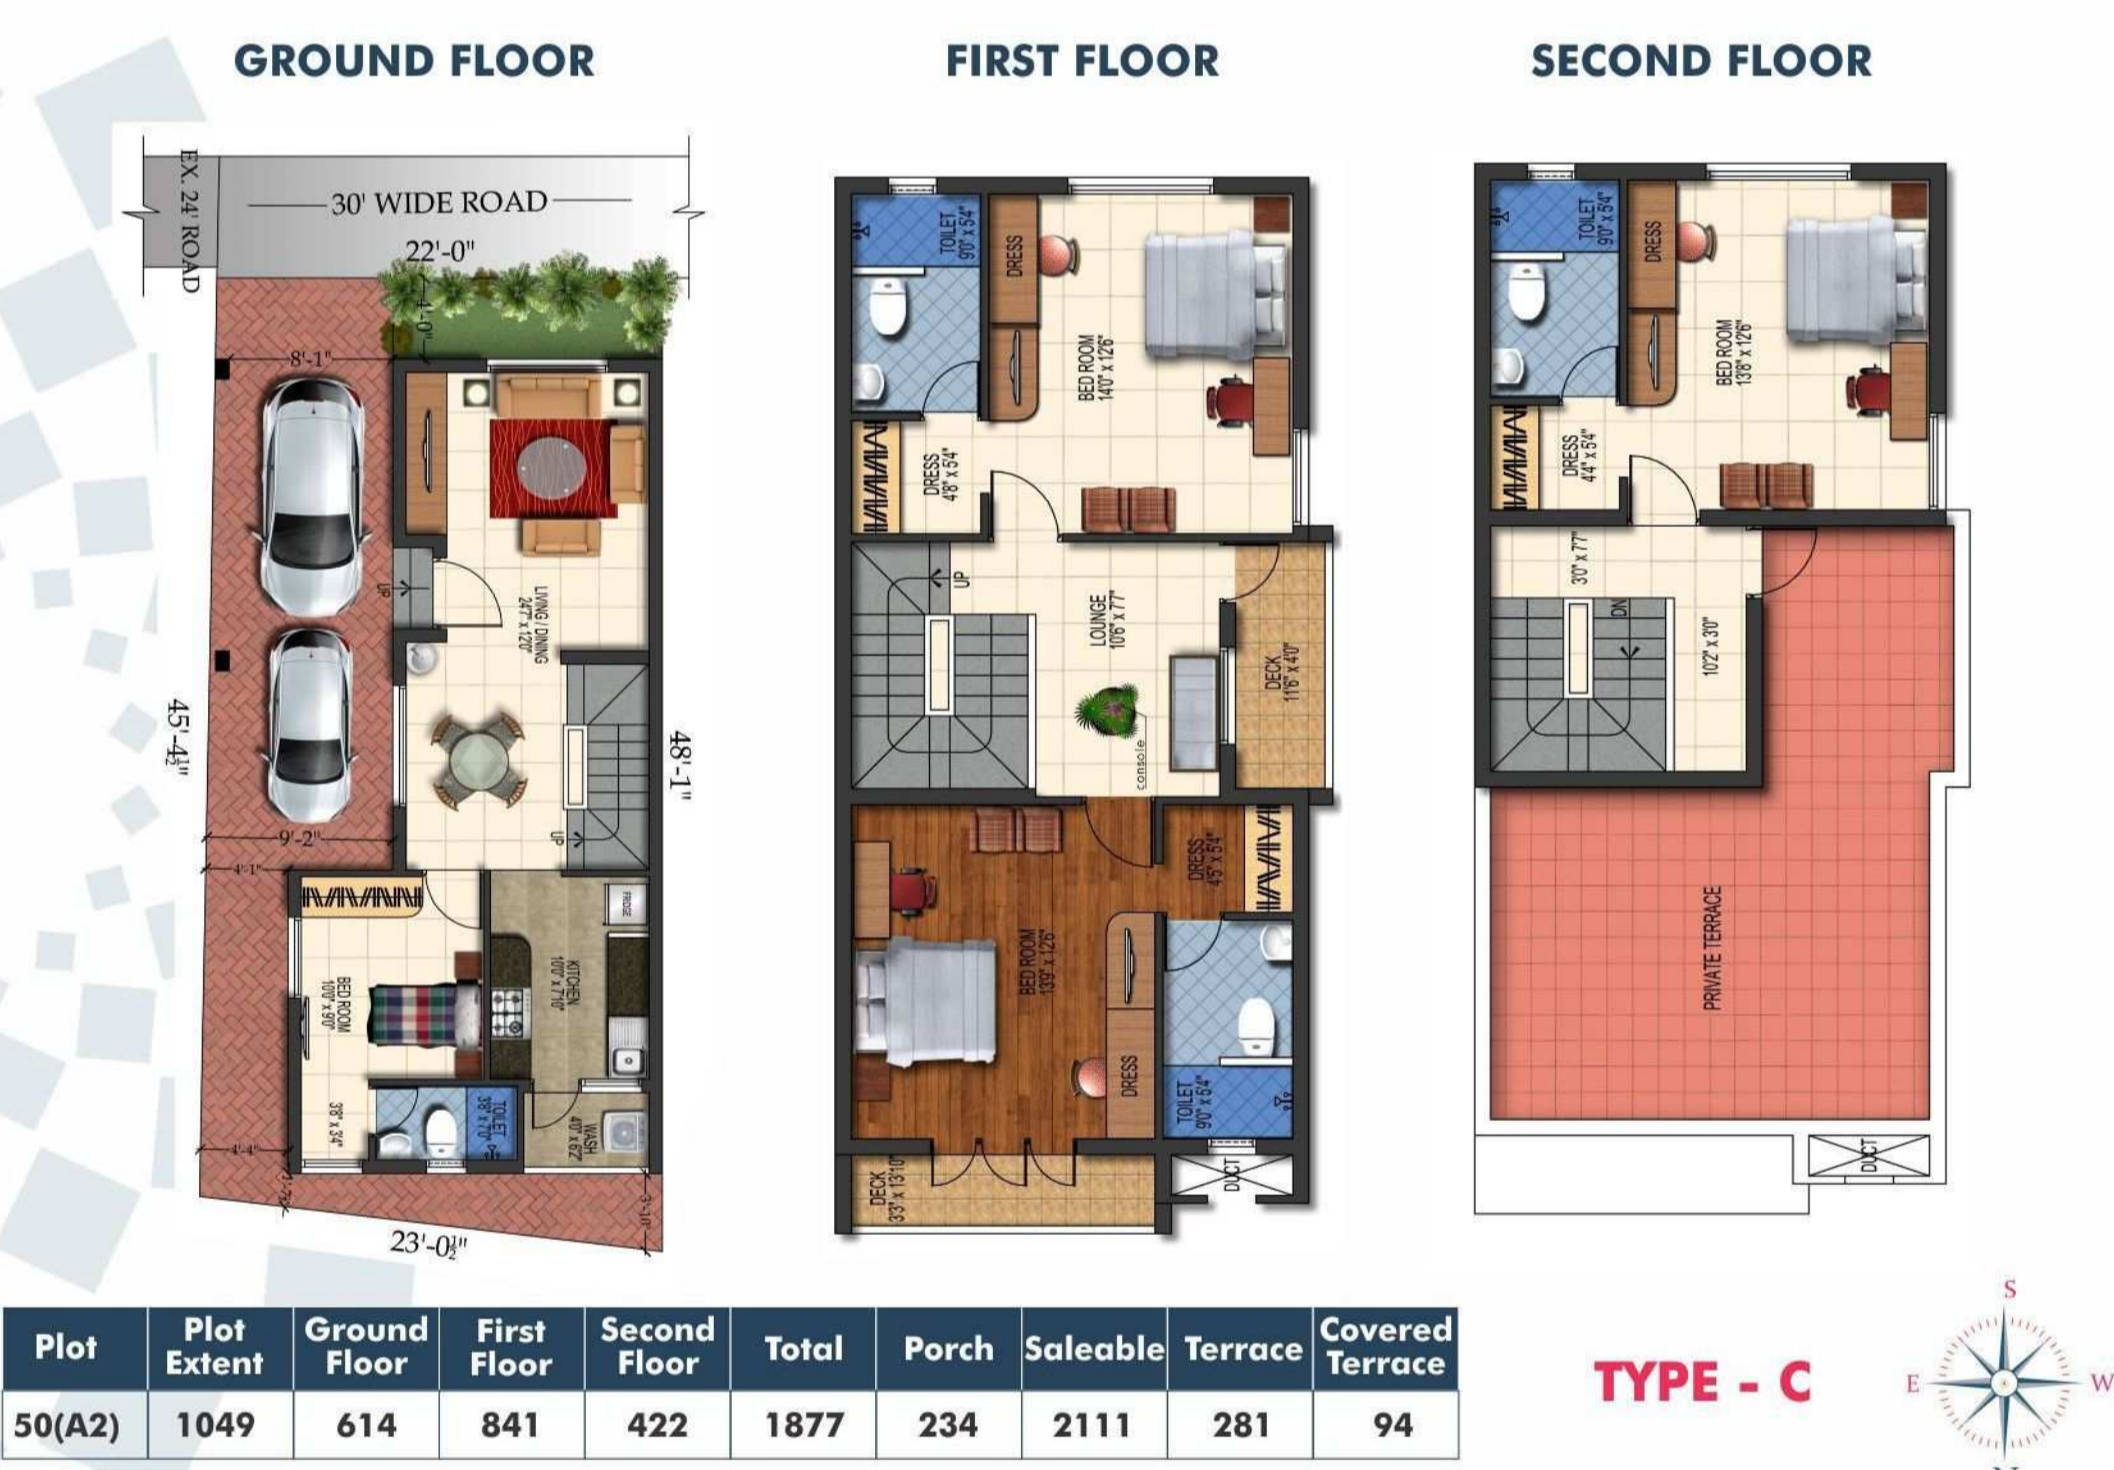 GROUND FLOOR
FIRST FLOOR
SECOND FLOOR
EX. 24' ROAD
30' WIDE ROAD
22'-0"
4'-0"
8'-1"
UP
LIVING / DINING
24'7" x 12'0"
45'-4½"
48'-1"
9'-2"
UP
4'-1"
FRIDGE
BED ROOM
10'0" x 9'0"
KITCHEN
10'0" x 7'10"
3'8" x 3'4"
TOILET
3'8" x 7'0"
WASH
4'0" x 6'2"
4'-4"
3'-10"
23'-0½"
TOILET
9'0" x 5'4"
DRESS
BED ROOM
14'0" x 12'6"
DRESS
4'8" x 5'4"
UP
LOUNGE
10'6" x 7'7"
DECK
11'6" x 4'0"
console
DRESS
4'5" x 5'4"
BED ROOM
13'9" x 12'6"
DRESS
TOILET
9'0" x 5'4"
DECK
3'3" x 13'10"
DUCT
TOILET
9'0" x 5'4"
DRESS
BED ROOM
13'8" x 12'6"
DRESS
4'4" x 5'4"
3'0" x 7'7"
DN
10'2" x 3'0"
PRIVATE TERRACE
DUCT
Plot Plot Extent Ground Floor First Floor Second Floor Total Porch Saleable Terrace Covered Terrace
50(A2) 1049 614 841 422 1877 234 2111 281 94
TYPE - C
S
E
W